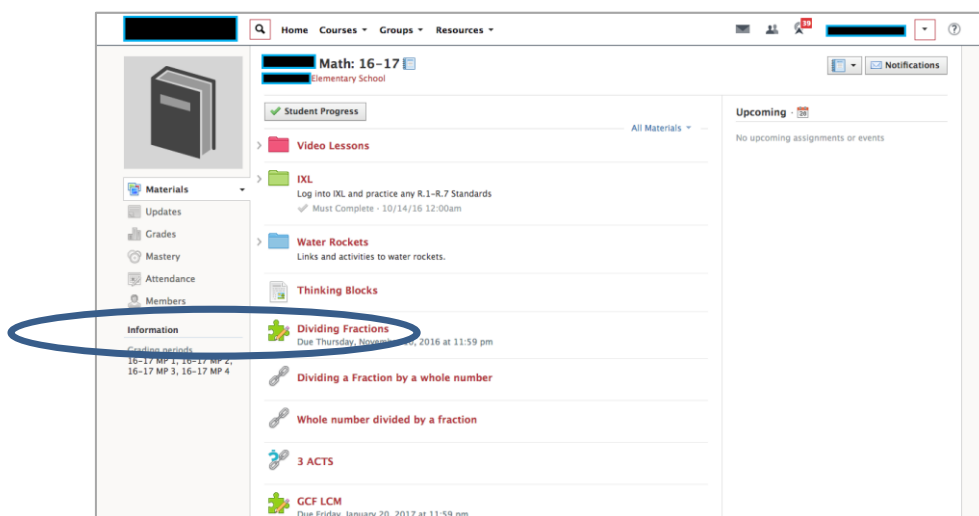 Home Courses Groups Resources
39
?
Math: 16-17
Elementary School
Notifications
Student Progress
All Materials
Upcoming · 20
No upcoming assignments or events
Video Lessons
IXL
Log into IXL and practice any R.1-R.7 Standards
Must Complete · 10/14/16 12:00am
Water Rockets
Links and activities to water rockets.
Thinking Blocks
Dividing Fractions
Due Thursday, November, 2016 at 11:59 pm
Dividing a Fraction by a whole number
Whole number divided by a fraction
3 ACTS
GCF LCM
Due Friday, January 20, 2017 at 11:59 pm
Materials
Updates
Grades
Mastery
Attendance
Members
Information
Grading periods
16-17 MP 1, 16-17 MP 2,
16-17 MP 3, 16-17 MP 4